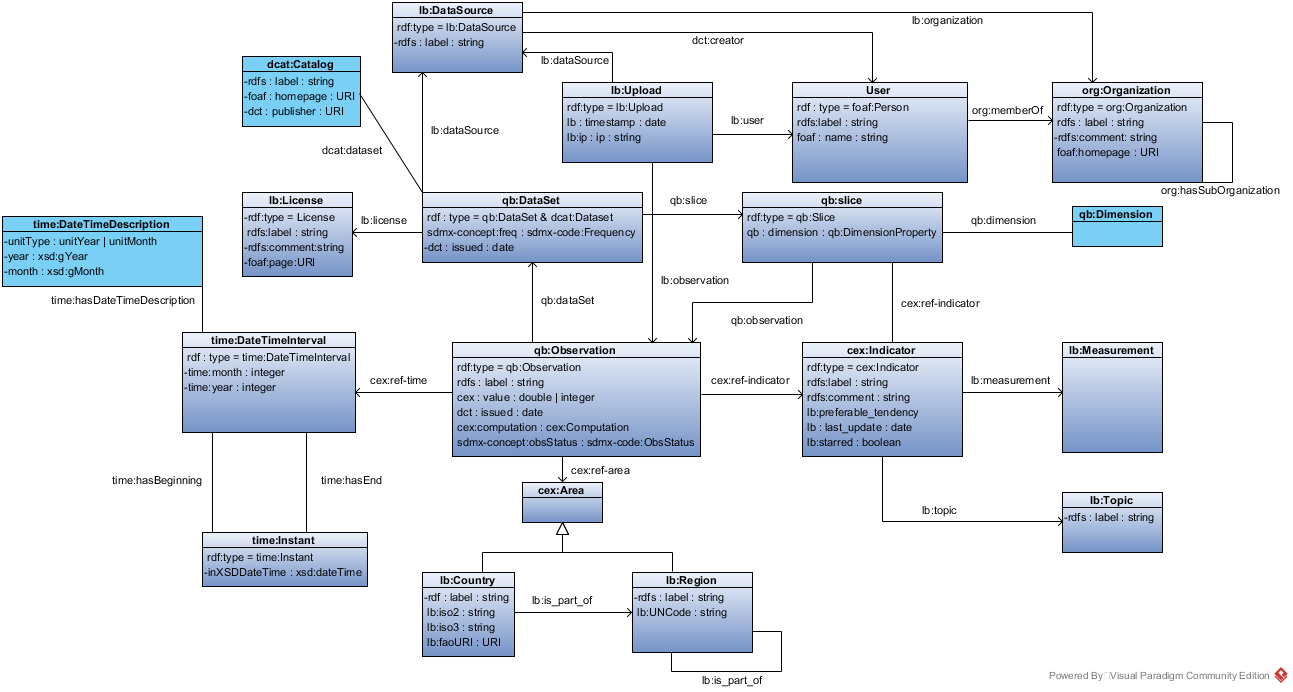 lb:DataSource
rdf:type = lb:DataSource
-rdfs : label : string
lb:organization
dct:creator
lb:dataSource
dcat:Catalog
-rdfs : label : string
-foaf : homepage : URI
-dct : publisher : URI
lb:Upload
rdf:type = lb:Upload
lb : timestamp : date
lb:ip : ip : string
lb:user
User
rdf : type = foaf:Person
rdfs:label : string
foaf : name : string
org:memberOf
org:Organization
rdf:type = org:Organization
rdfs : label : string
-rdfs:comment: string
foaf:homepage : URI
org:hasSubOrganization
lb:dataSource
dcat:dataset
lb:License
-rdf:type = License
rdfs:label : string
-rdfs:comment:string
-foaf:page:URI
lb:license
qb:DataSet
rdf : type = qb:DataSet & dcat:Dataset
sdmx-concept:freq : sdmx-code:Frequency
-dct : issued : date
qb:slice
qb:slice
rdf:type = qb:Slice
qb : dimension : qb:DimensionProperty
qb:dimension
qb:Dimension
time:DateTimeDescription
-unitType : unitYear | unitMonth
-year : xsd:gYear
-month : xsd:gMonth
time:hasDateTimeDescription
qb:dataSet
lb:observation
qb:observation
cex:ref-indicator
time:DateTimeInterval
rdf : type = time:DateTimeInterval
-time:month : integer
-time:year : integer
cex:ref-time
qb:Observation
rdf:type = qb:Observation
rdfs : label : string
cex : value : double | integer
dct : issued : date
cex:computation : cex:Computation
sdmx-concept:obsStatus : sdmx-code:ObsStatus
cex:ref-indicator
cex:Indicator
rdf:type = cex:Indicator
rdfs:label : string
rdfs:comment : string
lb:preferable_tendency
lb : last_update : date
lb:starred : boolean
lb:measurement
lb:Measurement
time:hasBeginning
time:hasEnd
cex:ref-area
cex:Area
lb:topic
lb:Topic
-rdfs : label : string
time:Instant
rdf:type = time:Instant
-inXSDDateTime : xsd:dateTime
lb:Country
-rdf : label : string
lb:iso2 : string
lb:iso3 : string
lb:faoURI : URI
lb:is_part_of
lb:Region
-rdfs : label : string
lb:UNCode : string
lb:is_part_of
Powered By Visual Paradigm Community Edition